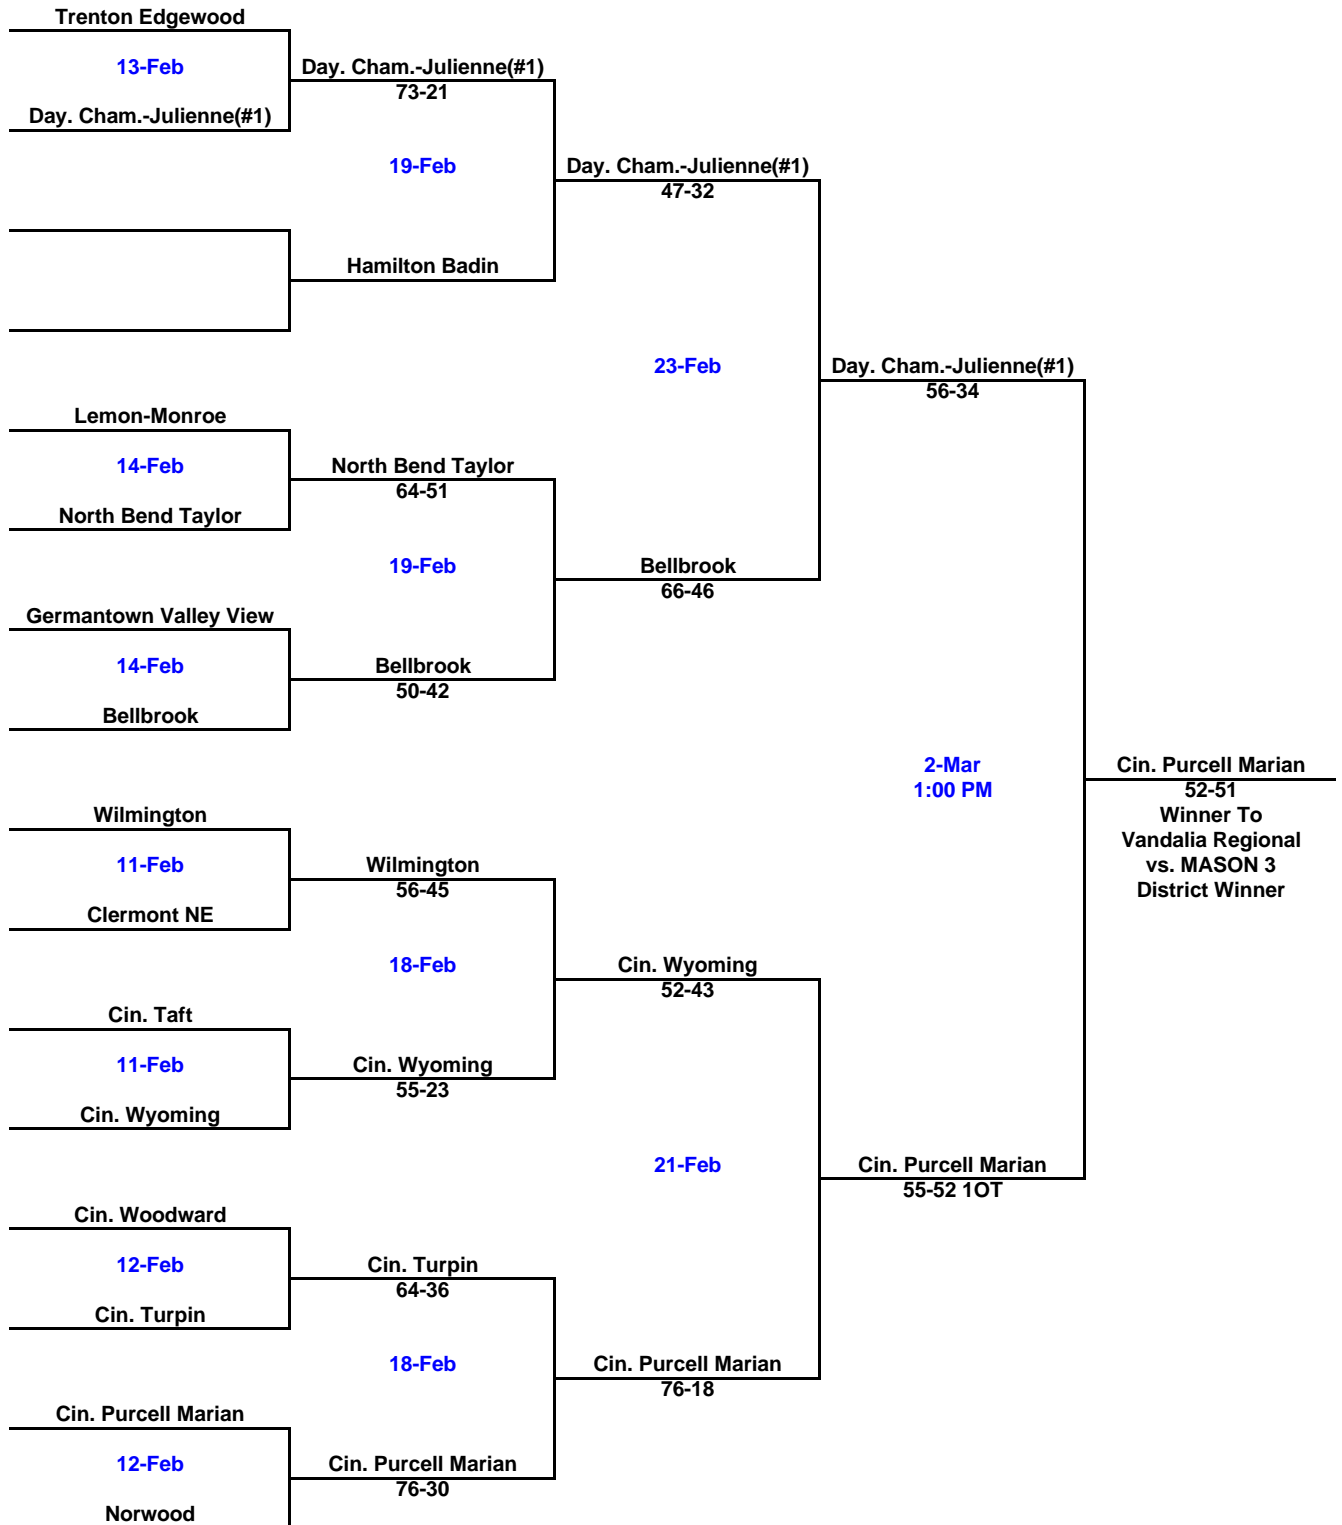 Trenton Edgewood
13-Feb
Day. Cham.-Julienne(#1)
73-21
Day. Cham.-Julienne(#1)
19-Feb
Day. Cham.-Julienne(#1)
47-32
Hamilton Badin
23-Feb
Day. Cham.-Julienne(#1)
56-34
Lemon-Monroe
14-Feb
North Bend Taylor
64-51
North Bend Taylor
19-Feb
Bellbrook
66-46
Germantown Valley View
14-Feb
Bellbrook
50-42
Bellbrook
2-Mar
1:00 PM
Cin. Purcell Marian
52-51
Winner To
Vandalia Regional
vs. MASON 3
District Winner
Wilmington
11-Feb
Wilmington
56-45
Clermont NE
18-Feb
Cin. Wyoming
52-43
Cin. Taft
11-Feb
Cin. Wyoming
55-23
Cin. Wyoming
21-Feb
Cin. Purcell Marian
55-52 1OT
Cin. Woodward
12-Feb
Cin. Turpin
64-36
Cin. Turpin
18-Feb
Cin. Purcell Marian
76-18
Cin. Purcell Marian
12-Feb
Cin. Purcell Marian
76-30
Norwood